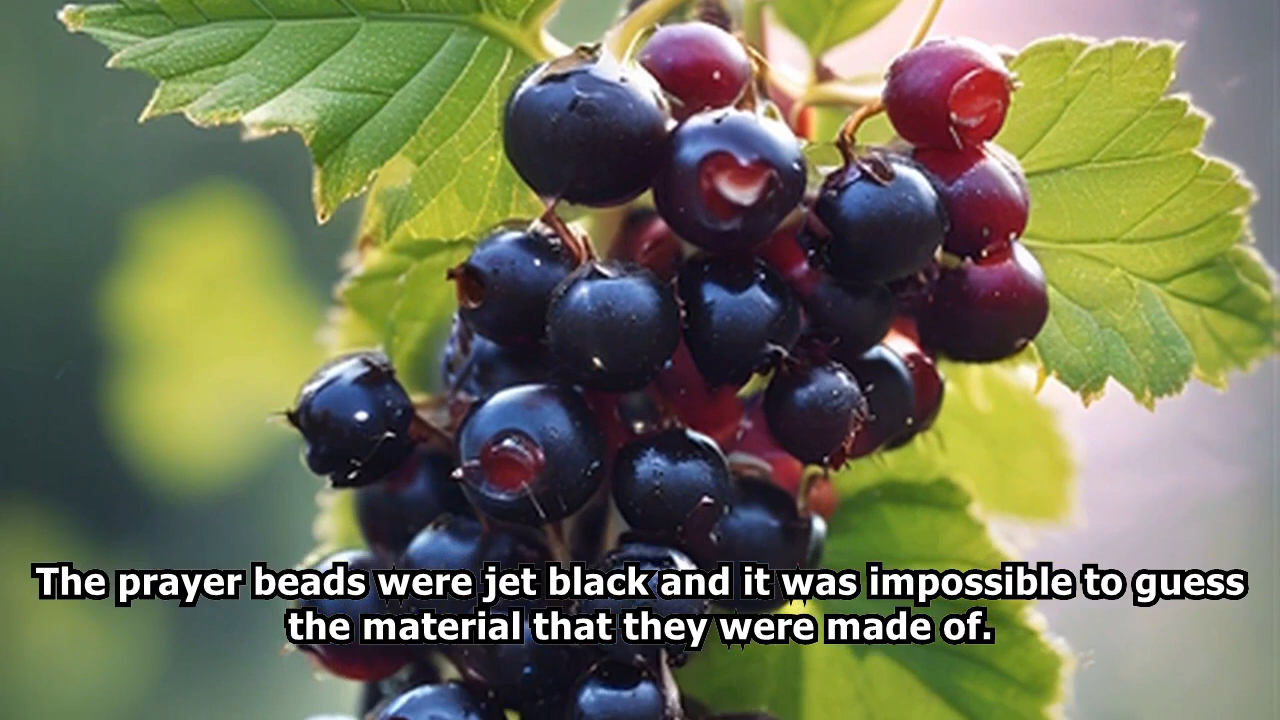 The prayer beads were jet black and it was impossible to guess
the material that they were made of.